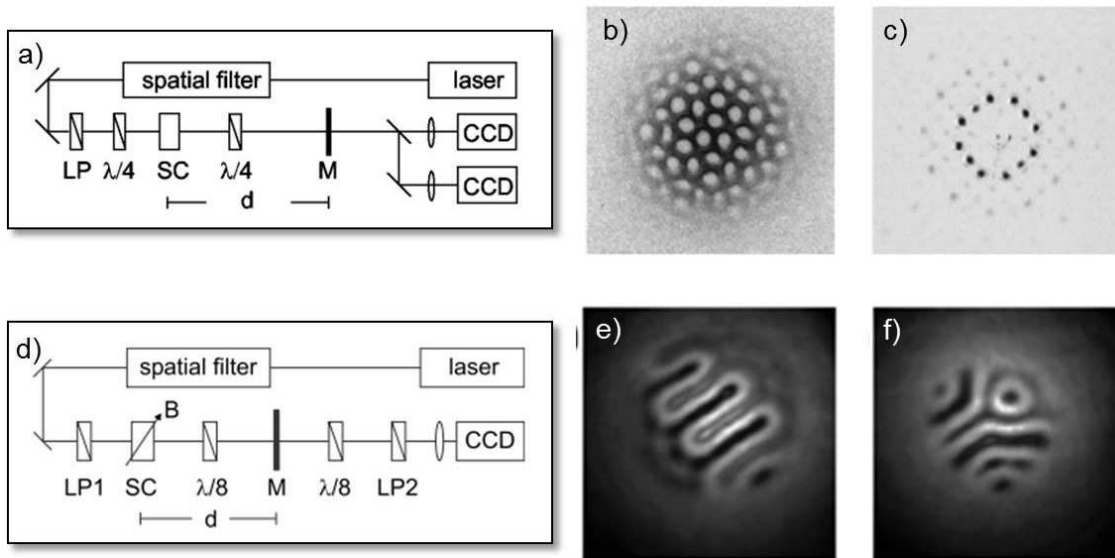 a)
spatial filter
laser
CCD
LP
λ/4
SC
λ/4
M
CCD
d
b)
c)
d)
spatial filter
laser
B
CCD
LP1
SC
λ/8
M
λ/8
LP2
d
e)
f)